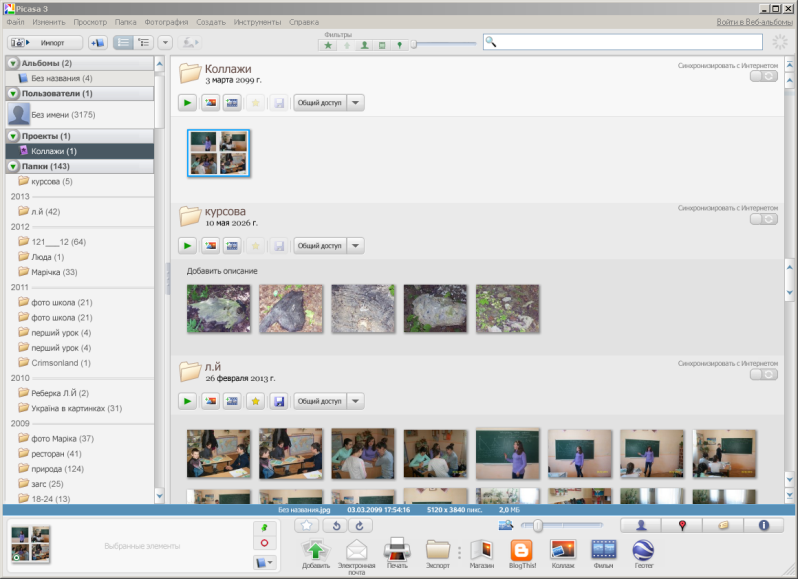 Picasa 3
Файл Изменить Просмотр Папка Фотография Создать Инструменты Справка
Войти в Веб-альбомы
Импорт
Фильтры
Альбомы (2)
Без названия (4)
Пользователи (1)
Без имени (3175)
Проекты (1)
Коллажи (1)
Папки (143)
курсова (5)
2013
л.й (42)
2012
121___12 (64)
Люда (1)
Марічка (33)
2011
фото школа (21)
фото школа (21)
перший урок (4)
перший урок (4)
Crimsonland (1)
2010
Реберка Л.Й (2)
Україна в картинках (31)
2009
фото Маріка (37)
ресторан (41)
природа (124)
загс (25)
18-24 (13)
Коллажи
3 марта 2099 г.
Синхронизировать с Интернетом
Общий доступ
курсова
10 мая 2026 г.
Синхронизировать с Интернетом
Общий доступ
Добавить описание
л.й
26 февраля 2013 г.
Синхронизировать с Интернетом
Общий доступ
Без названия.jpg 03.03.2099 17:54:16 5120 x 3840 пикс. 2,0 МБ
Выбранные элементы
Добавить
Электронная почта
Печать
Экспорт
Магазин
BlogThis!
Коллаж
Фильм
Геотег